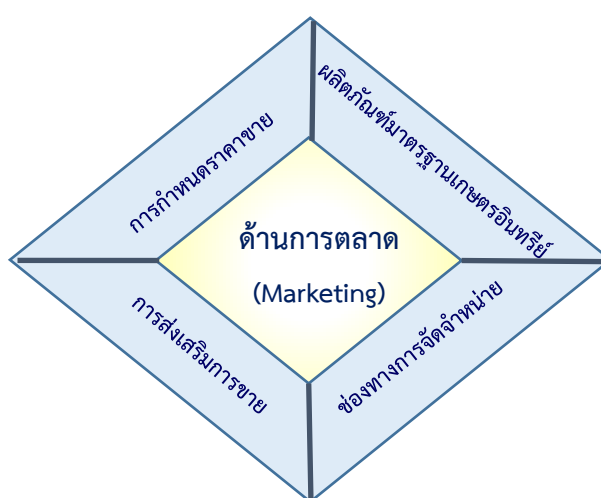 การกำหนดราคาขาย
ผลิตภัณฑ์มาตรฐานเกษตรอินทรีย์
ด้านการตลาด
(Marketing)
การส่งเสริมการขาย
ช่องทางการจัดจำหน่าย